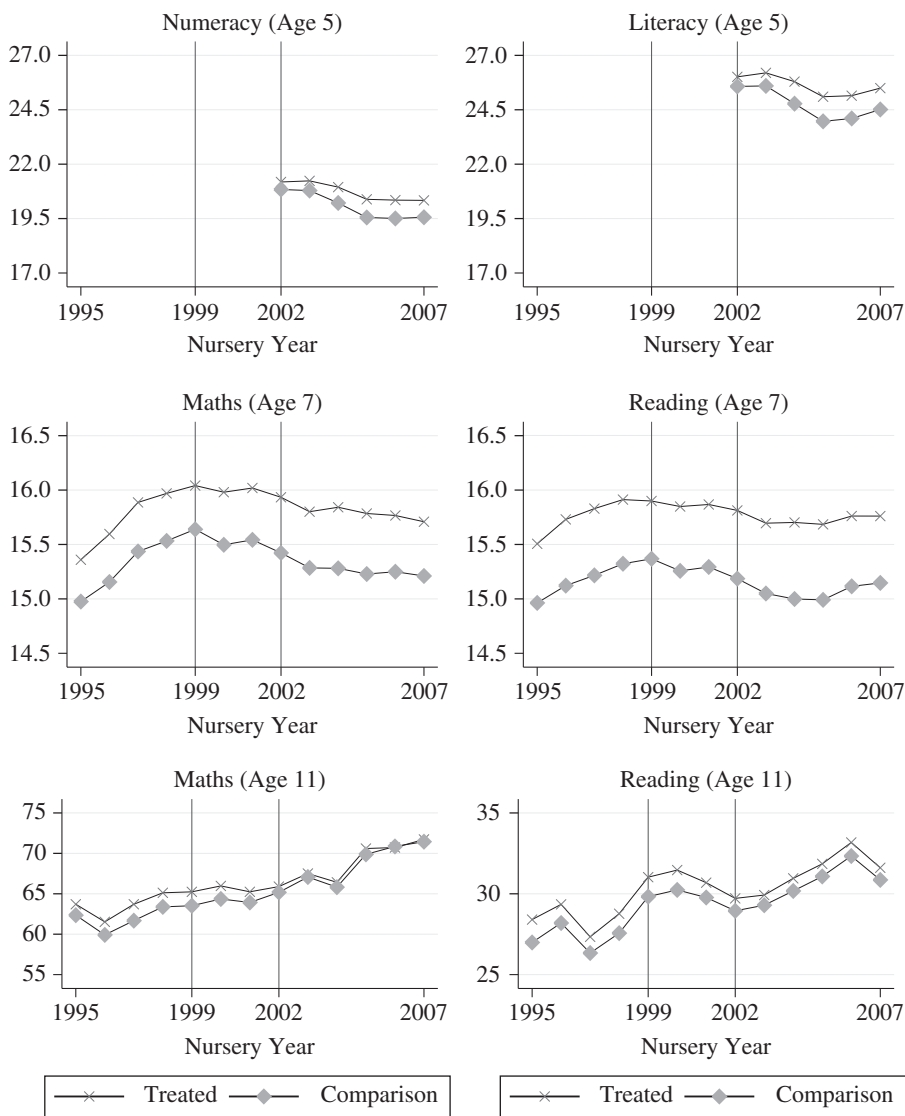 Numeracy (Age 5)
27.0
24.5
22.0
19.5
17.0
1995 1999 2002 2007
Nursery Year
Literacy (Age 5)
27.0
24.5
22.0
19.5
17.0
1995 1999 2002 2007
Nursery Year
Maths (Age 7)
16.5
16.0
15.5
15.0
14.5
1995 1999 2002 2007
Nursery Year
Reading (Age 7)
16.5
16.0
15.5
15.0
14.5
1995 1999 2002 2007
Nursery Year
Maths (Age 11)
75
70
65
60
55
1995 1999 2002 2007
Nursery Year
Reading (Age 11)
35
30
25
1995 1999 2002 2007
Nursery Year
Treated Comparison
Treated Comparison